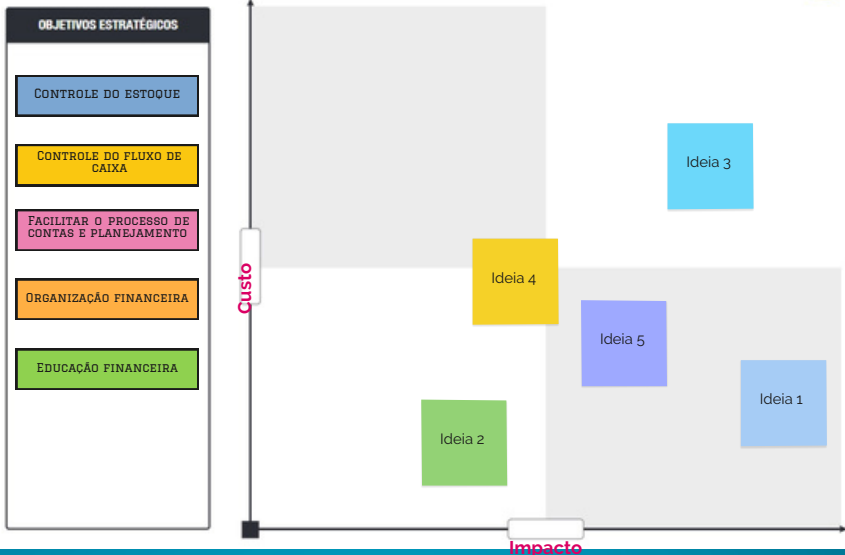 OBJETIVOS ESTRATÉGICOS
Controle do estoque
Controle do fluxo de
caixa
Facilitar o processo de
contas e planejamento
Organização financeira
Educação financeira
Custo
Ideia 3
Ideia 4
Ideia 5
Ideia 1
Ideia 2
Impacto